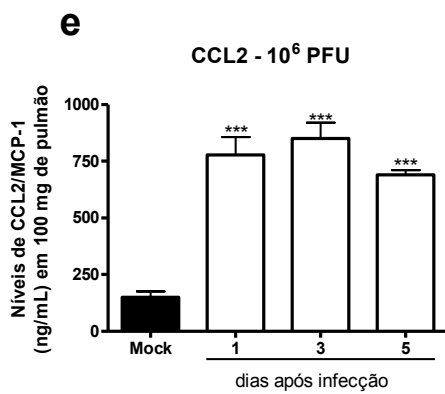 e
CCL2 - 10⁶ PFU
Níveis de CCL2/MCP-1
(ng/mL) em 100 mg de pulmão
1000
750
500
250
0
***
***
***
Mock
1
3
5
dias após infecção